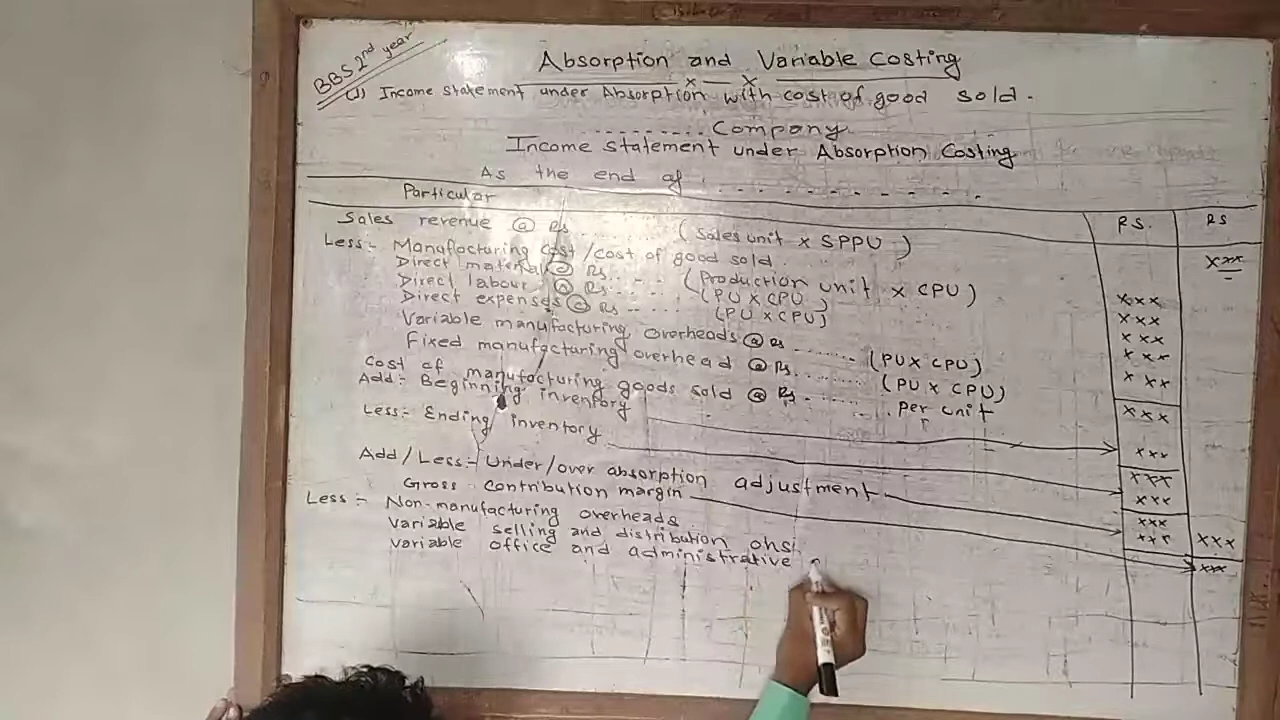 BBS 2nd year
Absorption and Variable Costing
x — x
(1) Income statement under Absorption with cost of good sold.
......... Company.
Income statement under Absorption Costing
As the end of . . . . . . . . . . .
Particular RS. RS
Sales revenue @ Rs ......... (Sales unit x SPPU) xxx
Less:- Manufacturing cost / cost of good sold.
Direct material @ Rs..... (Production unit x CPU) xxx
Direct labour @ Rs...... (PU x CPU) xxx
Direct expenses @ Rs ...... (PU x CPU) xxx
Variable manufacturing overheads @ Rs ........ (PU x CPU) xxx
Fixed manufacturing overhead @ Rs......... (PU x CPU) xxx
Cost of manufacturing goods sold @ Rs. ....... per unit xxx
Add:- Beginning inventory xxx
xxx
Less:- Ending inventory xxx
xxx
Add/Less:- Under/over absorption adjustment xxx xxx
Gross contribution margin xxx
Less:- Non-manufacturing overheads
Variable selling and distribution ohs
Variable office and administrative